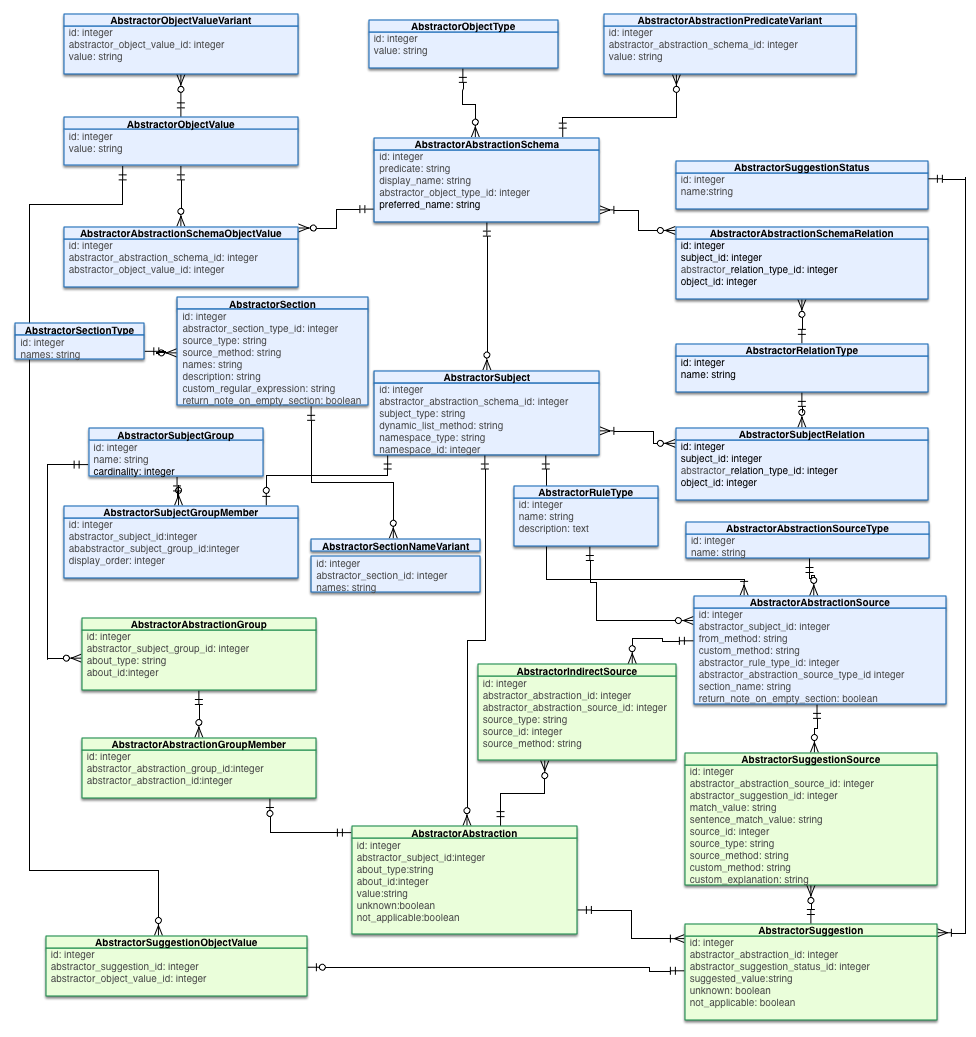 AbstractorObjectValueVariant
id: integer
abstractor_object_value_id: integer
value: string
AbstractorObjectType
id: integer
value: string
AbstractorAbstractionPredicateVariant
id: integer
abstractor_abstraction_schema_id: integer
value: string
AbstractorObjectValue
id: integer
value: string
AbstractorAbstractionSchema
id: integer
predicate: string
display_name: string
abstractor_object_type_id: integer
preferred_name: string
AbstractorSuggestionStatus
id: integer
name:string
AbstractorAbstractionSchemaObjectValue
id: integer
abstractor_abstraction_schema_id: integer
abstractor_object_value_id: integer
AbstractorAbstractionSchemaRelation
id: integer
subject_id: integer
abstractor_relation_type_id: integer
object_id: integer
AbstractorSectionType
id: integer
names: string
AbstractorSection
id: integer
abstractor_section_type_id: integer
source_type: string
source_method: string
names: string
description: string
custom_regular_expression: string
return_note_on_empty_section: boolean
AbstractorRelationType
id: integer
name: string
AbstractorSubject
id: integer
abstractor_abstraction_schema_id: integer
subject_type: string
dynamic_list_method: string
namespace_type: string
namespace_id: integer
AbstractorSubjectGroup
id: integer
name: string
cardinality: integer
AbstractorSubjectRelation
id: integer
subject_id: integer
abstractor_relation_type_id: integer
object_id: integer
AbstractorSubjectGroupMember
id: integer
abstractor_subject_id:integer
ababstractor_subject_group_id:integer
display_order: integer
AbstractorRuleType
id: integer
name: string
description: text
AbstractorSectionNameVariant
id: integer
abstractor_section_id: integer
names: string
AbstractorAbstractionSourceType
id: integer
name: string
AbstractorAbstractionSource
id: integer
abstractor_subject_id: integer
from_method: string
custom_method: string
abstractor_rule_type_id: integer
abstractor_abstraction_source_type_id integer
section_name: string
return_note_on_empty_section: boolean
AbstractorAbstractionGroup
id: integer
abstractor_subject_group_id: integer
about_type: string
about_id:integer
AbstractorIndirectSource
id: integer
abstractor_abstraction_id: integer
abstractor_abstraction_source_id: integer
source_type: string
source_id: integer
source_method: string
AbstractorAbstractionGroupMember
id: integer
abstractor_abstraction_group_id:integer
abstractor_abstraction_id:integer
AbstractorSuggestionSource
id: integer
abstractor_abstraction_source_id: integer
abstractor_suggestion_id: integer
match_value: string
sentence_match_value: string
source_id: integer
source_type: string
source_method: string
custom_method: string
custom_explanation: string
AbstractorAbstraction
id: integer
abstractor_subject_id:integer
about_type:string
about_id:integer
value:string
unknown:boolean
not_applicable:boolean
AbstractorSuggestionObjectValue
id: integer
abstractor_suggestion_id: integer
abstractor_object_value_id: integer
AbstractorSuggestion
id: integer
abstractor_abstraction_id: integer
abstractor_suggestion_status_id: integer
suggested_value:string
unknown: boolean
not_applicable: boolean